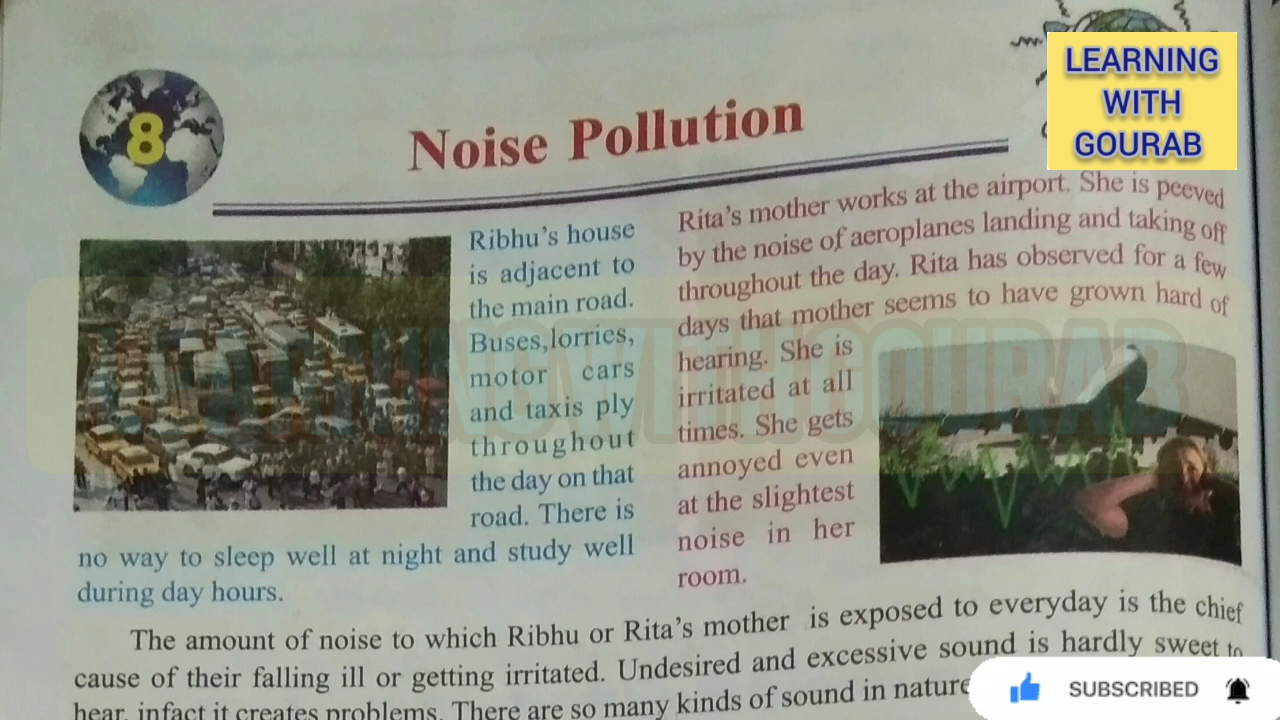 8
Noise Pollution
LEARNING
WITH
GOURAB
Ribhu's house
is adjacent to
the main road.
Buses,lorries,
motor cars
and taxis ply
throughout
the day on that
road. There is
no way to sleep well at night and study well
during day hours.
Rita's mother works at the airport. She is peeved
by the noise of aeroplanes landing and taking off
throughout the day. Rita has observed for a few
days that mother seems to have grown hard of
hearing. She is
irritated at all
times. She gets
annoyed even
at the slightest
noise in her
room.
The amount of noise to which Ribhu or Rita's mother is exposed to everyday is the chief
cause of their falling ill or getting irritated. Undesired and excessive sound is hardly sweet to
hear, infact it creates problems. There are so many kinds of sound in nature
SUBSCRIBED
LEARNING WITH GOURAB